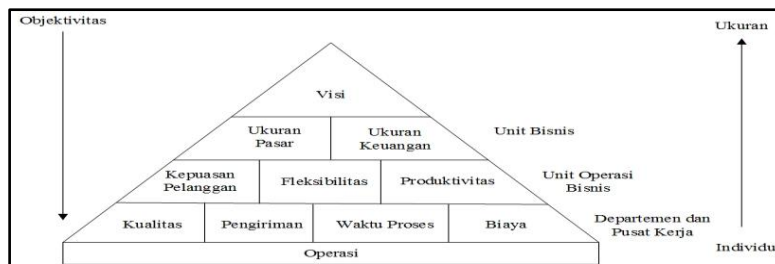 Objektivitas
Ukuran
Visi
Ukuran
Pasar
Ukuran
Keuangan
Unit Bisnis
Kepuasan
Pelanggan
Fleksibilitas
Produktivitas
Unit Operasi
Bisnis
Kualitas
Pengiriman
Waktu Proses
Biaya
Departemen dan
Pusat Kerja
Operasi
Individu